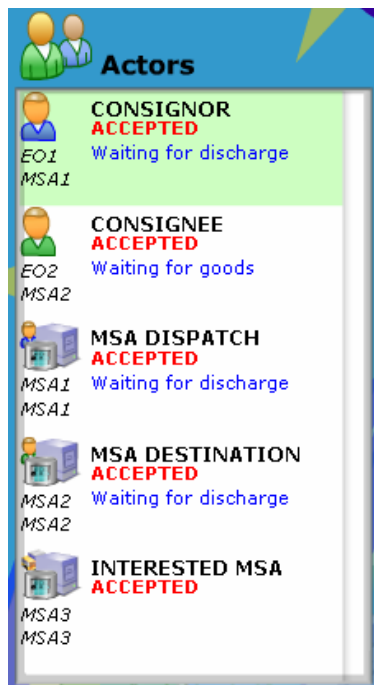 Actors
CONSIGNOR
ACCEPTED
EO1 Waiting for discharge
MSA1
CONSIGNEE
ACCEPTED
EO2 Waiting for goods
MSA2
MSA DISPATCH
ACCEPTED
MSA1 Waiting for discharge
MSA1
MSA DESTINATION
ACCEPTED
MSA2 Waiting for discharge
MSA2
INTERESTED MSA
ACCEPTED
MSA3
MSA3